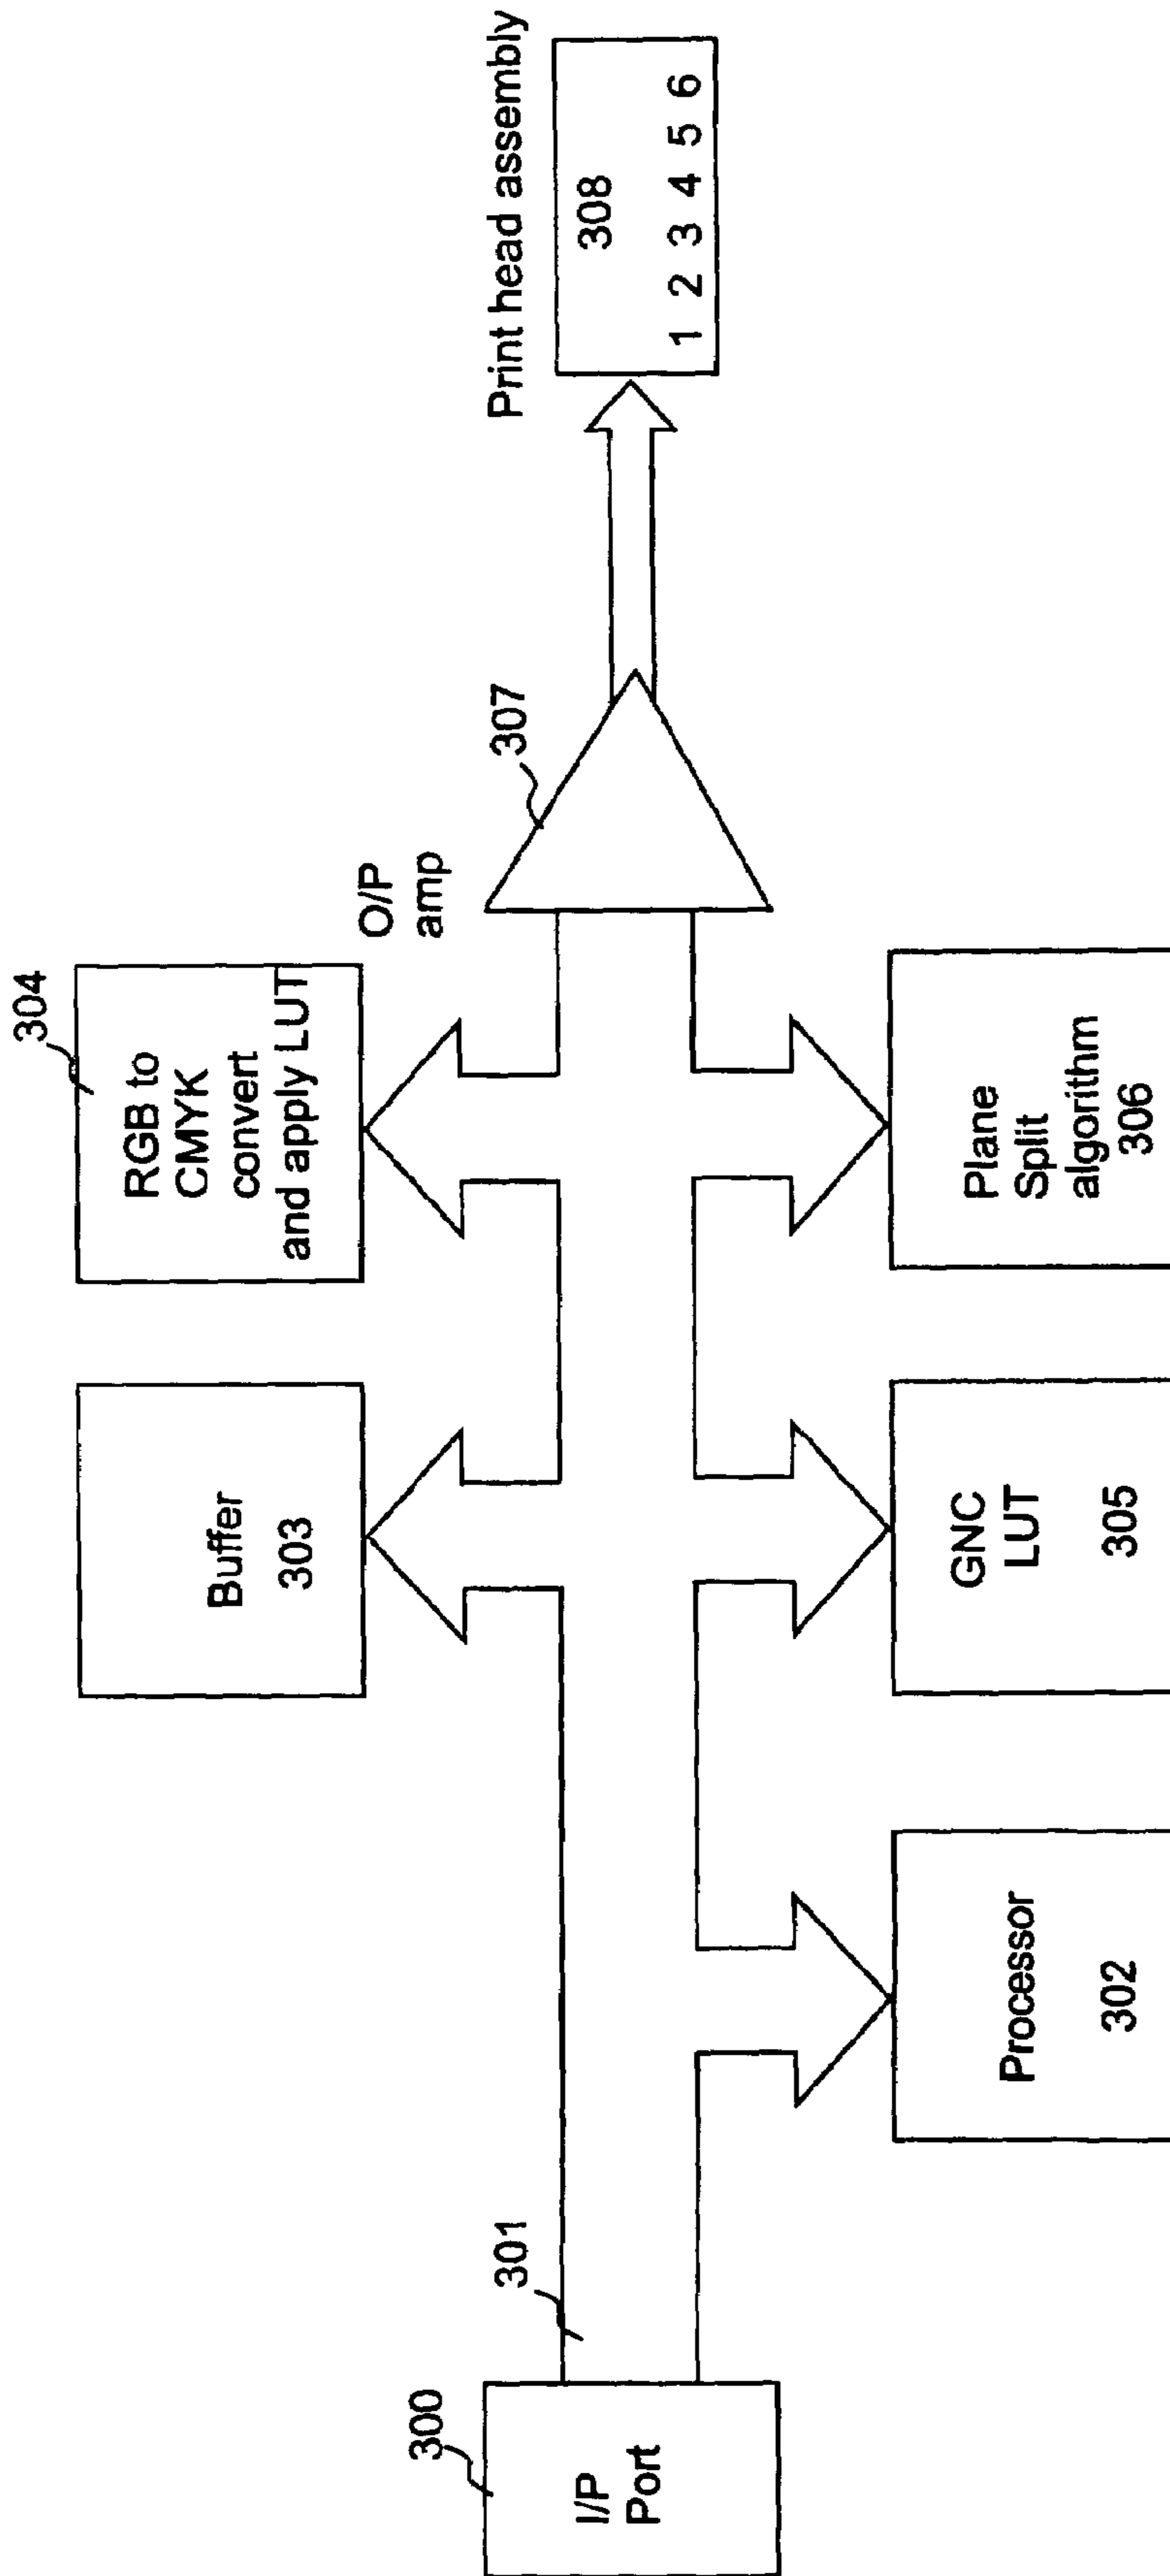 304
RGB to
CMYK
convert
and apply LUT
Buffer
303
O/P
amp
307
Print head assembly
308
1 2 3 4 5 6
300
I/P
Port
301
Processor
302
GNC
LUT
305
Plane
Split
algorithm
306